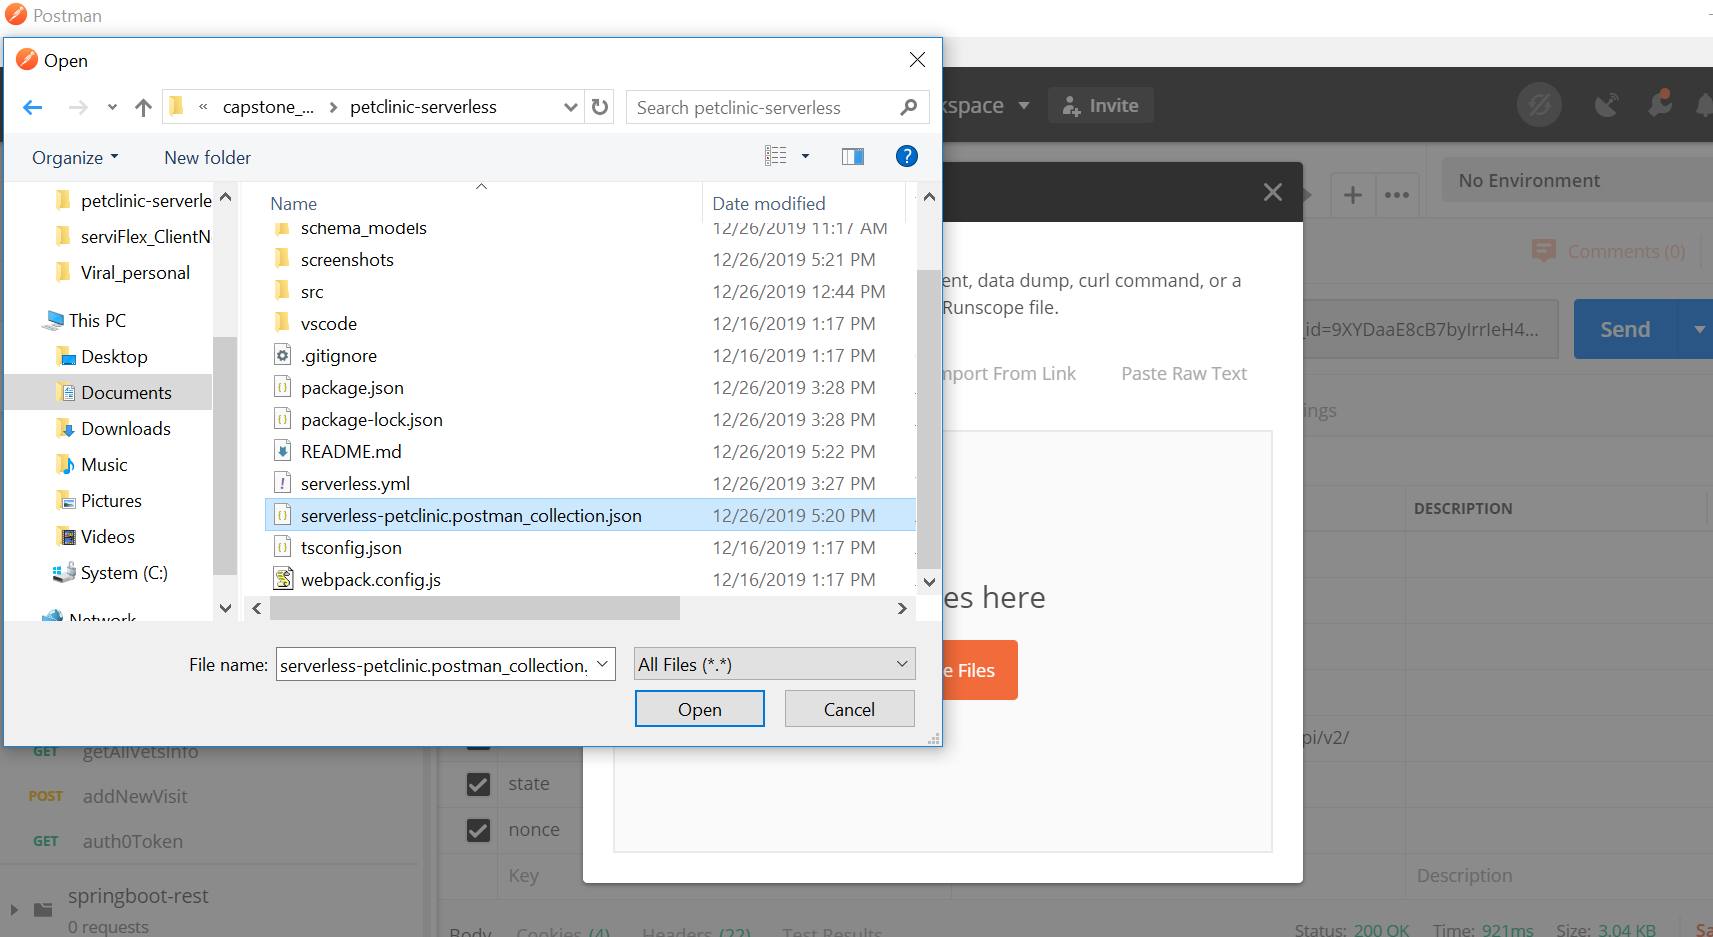 Postman
Open
« capstone_... > petclinic-serverless
Search petclinic-serverless
kspace
Invite
Organize
New folder
?
No Environment
Name
Date modified
petclinic-serverle
serviFlex_ClientN
Viral_personal
This PC
Desktop
Documents
Downloads
Music
Pictures
Videos
System (C:)
Network
schema_models 12/26/2019 11:17 AM
screenshots 12/26/2019 5:21 PM
src 12/26/2019 12:44 PM
vscode 12/16/2019 1:17 PM
.gitignore 12/16/2019 1:17 PM
package.json 12/26/2019 3:28 PM
package-lock.json 12/26/2019 3:28 PM
README.md 12/26/2019 5:22 PM
serverless.yml 12/26/2019 3:27 PM
serverless-petclinic.postman_collection.json 12/26/2019 5:20 PM
tsconfig.json 12/16/2019 1:17 PM
webpack.config.js 12/16/2019 1:17 PM
File name: serverless-petclinic.postman_collection.
All Files (*.*)
Open
Cancel
Comments (0)
ent, data dump, curl command, or a
Runscope file.
_id=9XYDaaE8cB7byIrrIeH4...
Send
mport From Link
Paste Raw Text
ings
DESCRIPTION
es here
e Files
pi/v2/
GET getAllVetsInfo
POST addNewVisit
GET auth0Token
springboot-rest
0 requests
state
nonce
Key
Description
Body Cookies (4) Headers (22) Test Results
Status: 200 OK Time: 921ms Size: 3.04 KB Sa